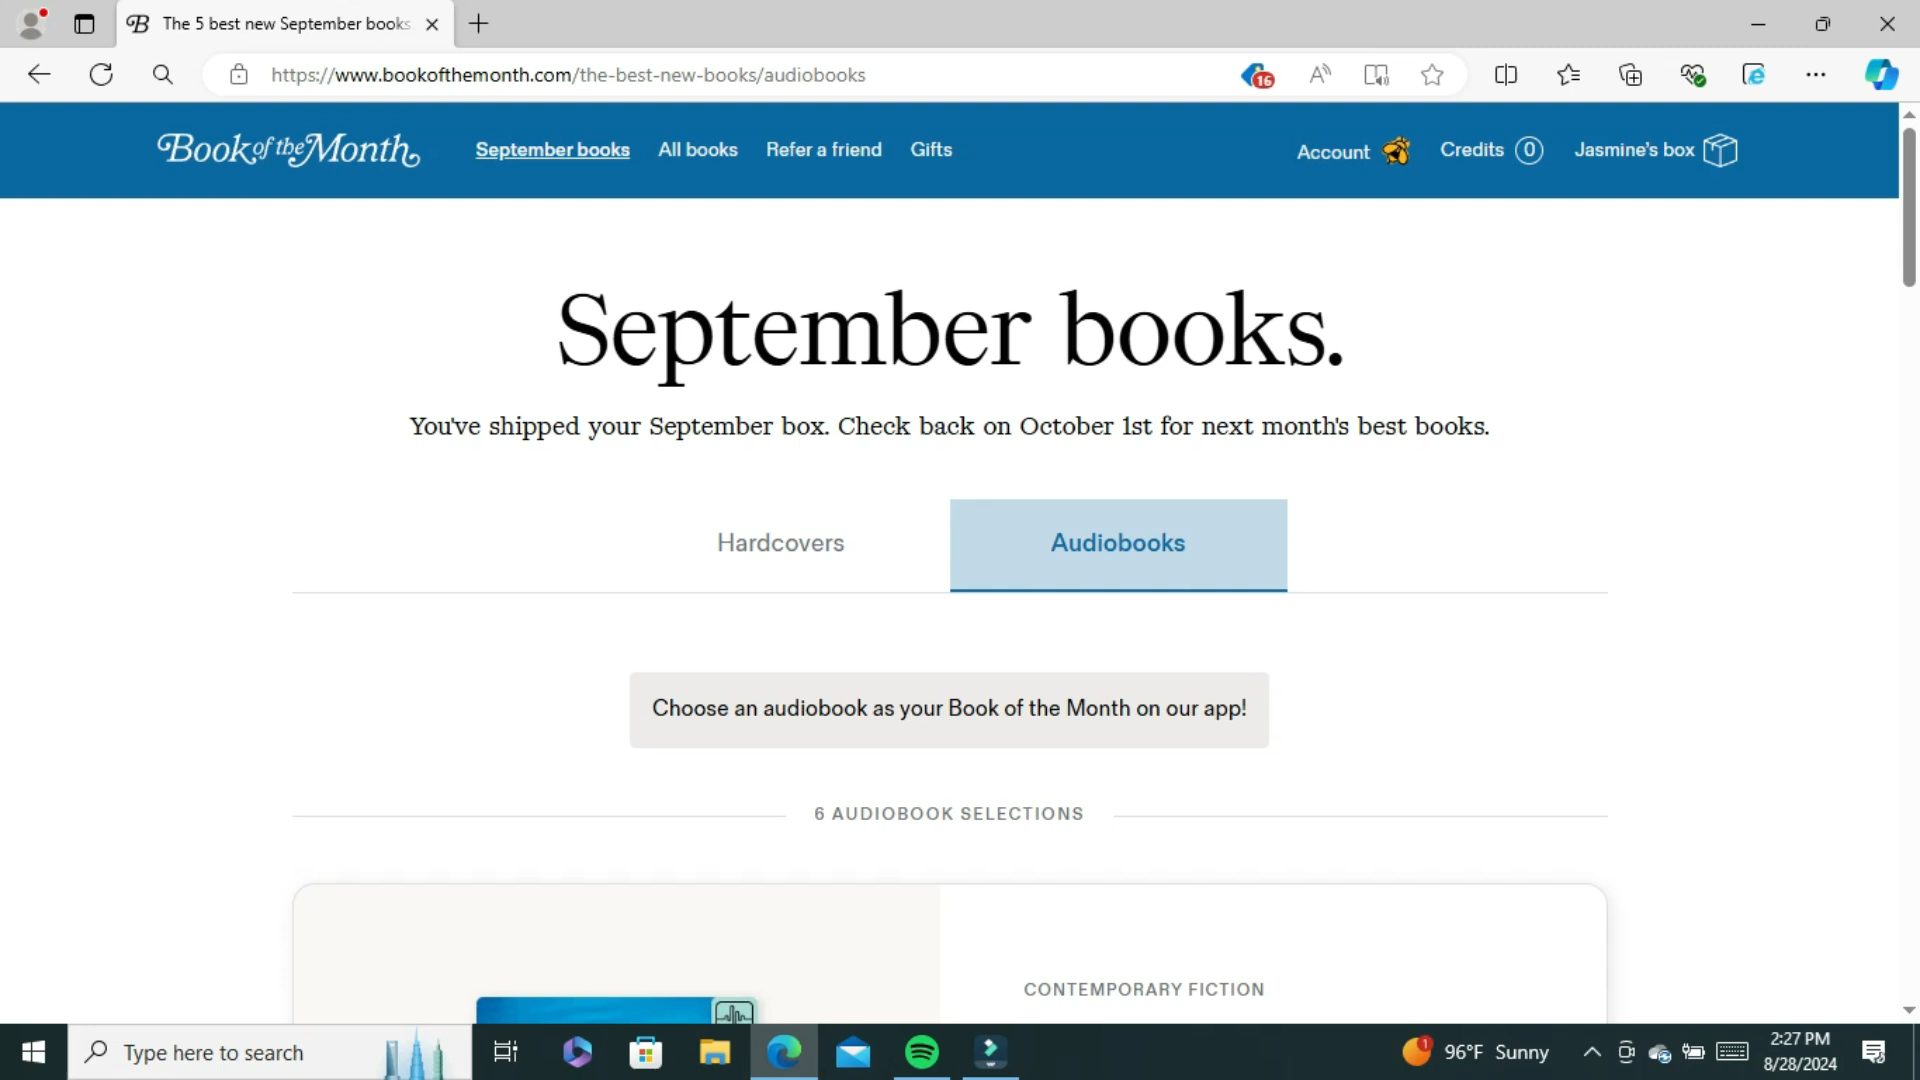 The 5 best new September books
https://www.bookofthemonth.com/the-best-new-books/audiobooks
16
Book of the Month
September books
All books
Refer a friend
Gifts
Account
Credits 0
Jasmine's box
September books.
You've shipped your September box. Check back on October 1st for next month's best books.
Hardcovers
Audiobooks
Choose an audiobook as your Book of the Month on our app!
6 AUDIOBOOK SELECTIONS
CONTEMPORARY FICTION
Type here to search
1
96°F Sunny
2:27 PM
8/28/2024